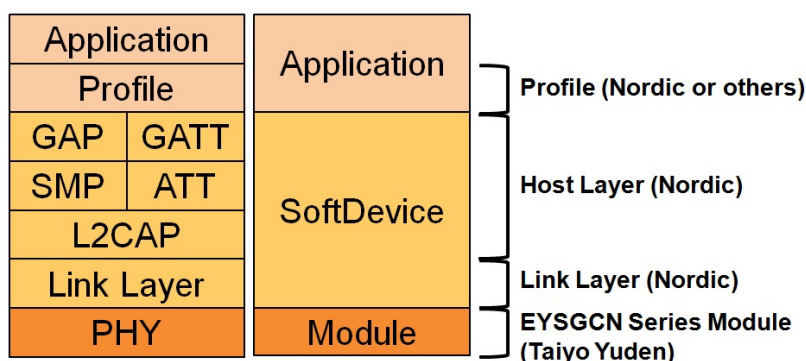 Application
Profile
GAP GATT
SMP ATT
L2CAP
Link Layer
PHY
Application
SoftDevice
Module
Profile (Nordic or others)
Host Layer (Nordic)
Link Layer (Nordic)
EYSGCN Series Module
(Taiyo Yuden)